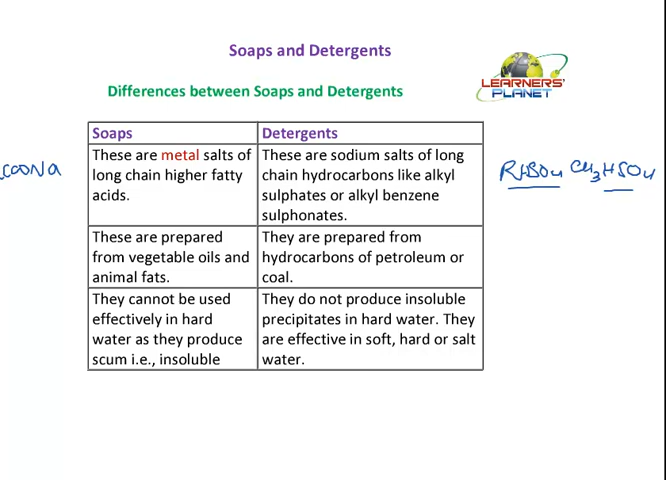 Soaps and Detergents
LEARNERS'
PLANET
Differences between Soaps and Detergents
Soaps
Detergents
These are metal salts of
long chain higher fatty
acids.
These are sodium salts of long
chain hydrocarbons like alkyl
sulphates or alkyl benzene
sulphonates.
COONa
RHSO4 CH3HSO4
These are prepared
from vegetable oils and
animal fats.
They are prepared from
hydrocarbons of petroleum or
coal.
They cannot be used
effectively in hard
water as they produce
scum i.e., insoluble
They do not produce insoluble
precipitates in hard water. They
are effective in soft, hard or salt
water.